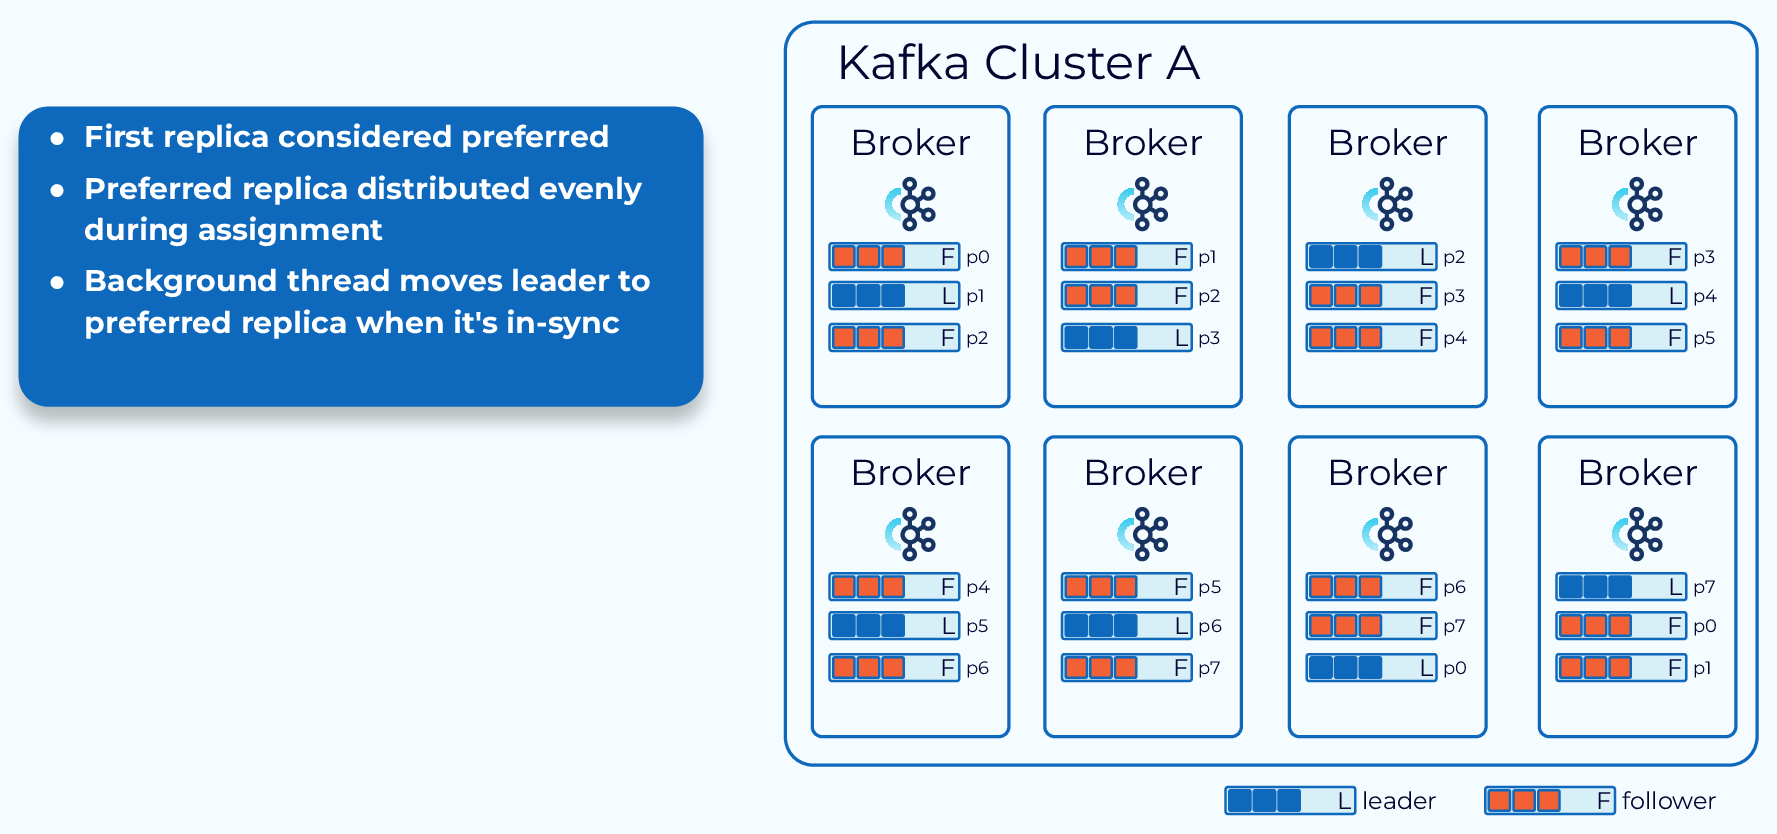 ● First replica considered preferred
● Preferred replica distributed evenly
during assignment
● Background thread moves leader to
preferred replica when it's in-sync
Kafka Cluster A
Broker
F p0
L p1
F p2
Broker
F p1
F p2
L p3
Broker
L p2
F p3
F p4
Broker
F p3
L p4
F p5
Broker
F p4
L p5
F p6
Broker
F p5
L p6
F p7
Broker
F p6
F p7
L p0
Broker
L p7
F p0
F p1
L leader
F follower